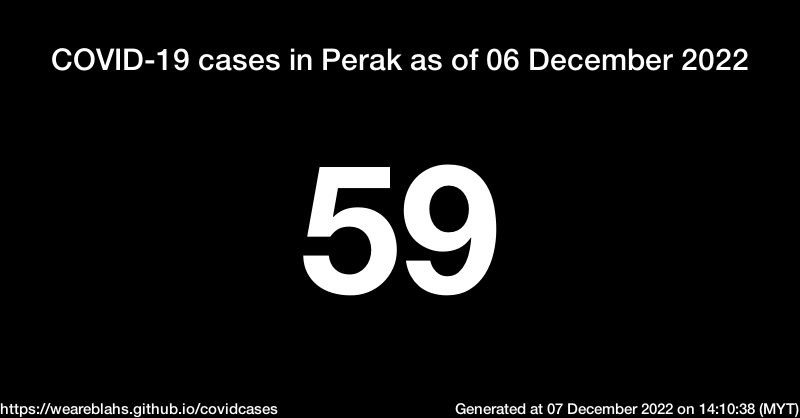 COVID-19 cases in Perak as of 06 December 2022
59
https://weareblahs.github.io/covidcases
Generated at 07 December 2022 on 14:10:38 (MYT)